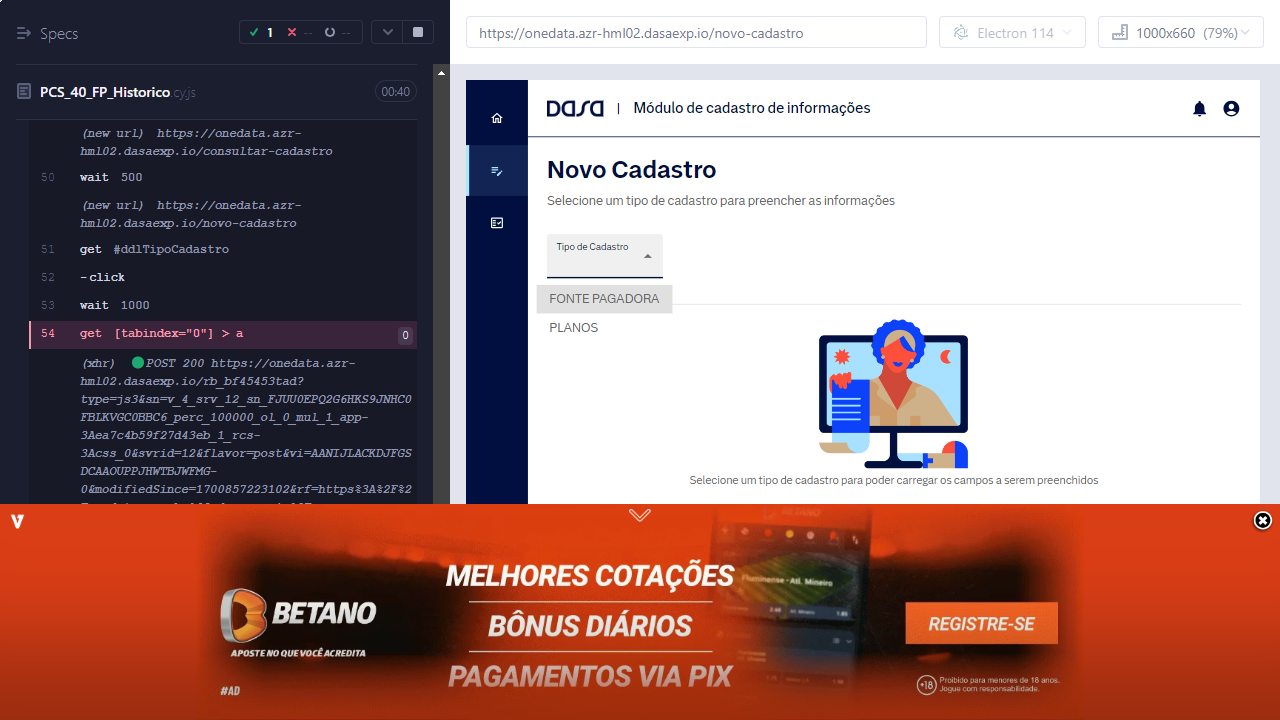 Specs
1
--
--
https://onedata.azr-hml02.dasaexp.io/novo-cadastro
Electron 114
1000x660 (79%)
PCS_40_FP_Historico.cy.js
00:40
(new url) https://onedata.azr-
hml02.dasaexp.io/consultar-cadastro
50 wait 500
(new url) https://onedata.azr-
hml02.dasaexp.io/novo-cadastro
51 get #ddlTipoCadastro
52 -click
53 wait 1000
54 get [tabindex="0"] > a
0
(xhr) POST 200 https://onedata.azr-
hml02.dasaexp.io/rb_bf45453tad?
type=js3&sn=v_4_srv_12_sn_FJUU0EPQ2G6HKS9JNHC0
FBLKVGC0BBC6_perc_100000_ol_0_mul_1_app-
3Aea7c4b59f27d43eb_1_rcs-
3Acss_0&svrid=12&flavor=post&vi=AANIJLACKDJFGS
DCAAOUPPJHWTBJWFMG-
0&modifiedSince=1700857223102&rf=https%3A%2F%2
DASA | Módulo de cadastro de informações
Novo Cadastro
Selecione um tipo de cadastro para preencher as informações
Tipo de Cadastro
FONTE PAGADORA
PLANOS
Selecione um tipo de cadastro para poder carregar os campos a serem preenchidos
V
BETANO
APOSTE NO QUE VOCÊ ACREDITA
#AD
MELHORES COTAÇÕES
BÔNUS DIÁRIOS
PAGAMENTOS VIA PIX
Fluminense - Atl. Mineiro
REGISTRE-SE
+18 Proibido para menores de 18 anos.
Jogue com responsabilidade.